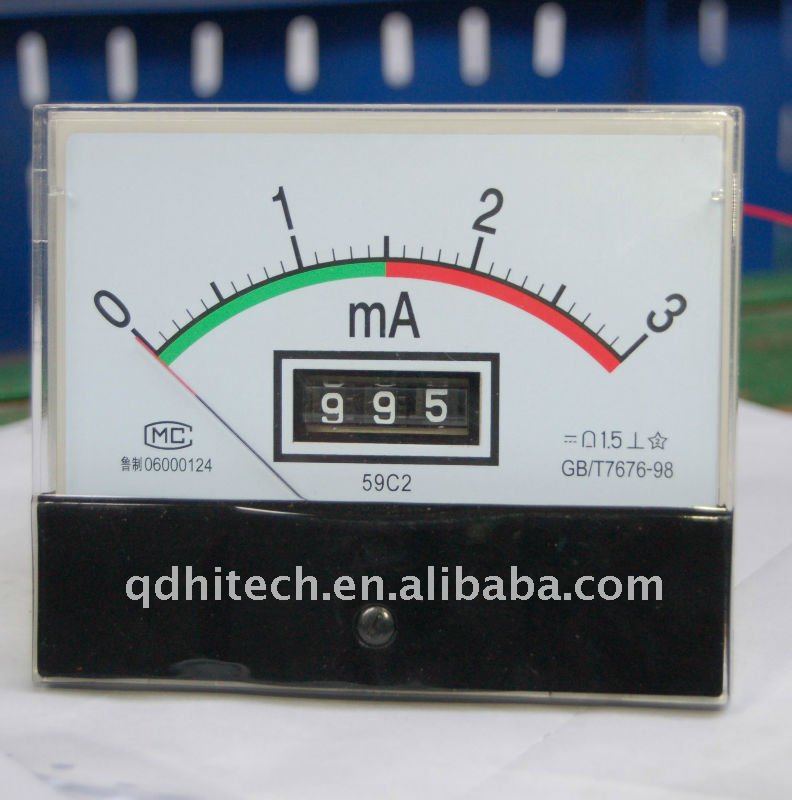 0 1 2 3
mA
995
MC
鲁制06000124
59C2
1.5
GB/T7676-98
qdhitech.en.alibaba.com